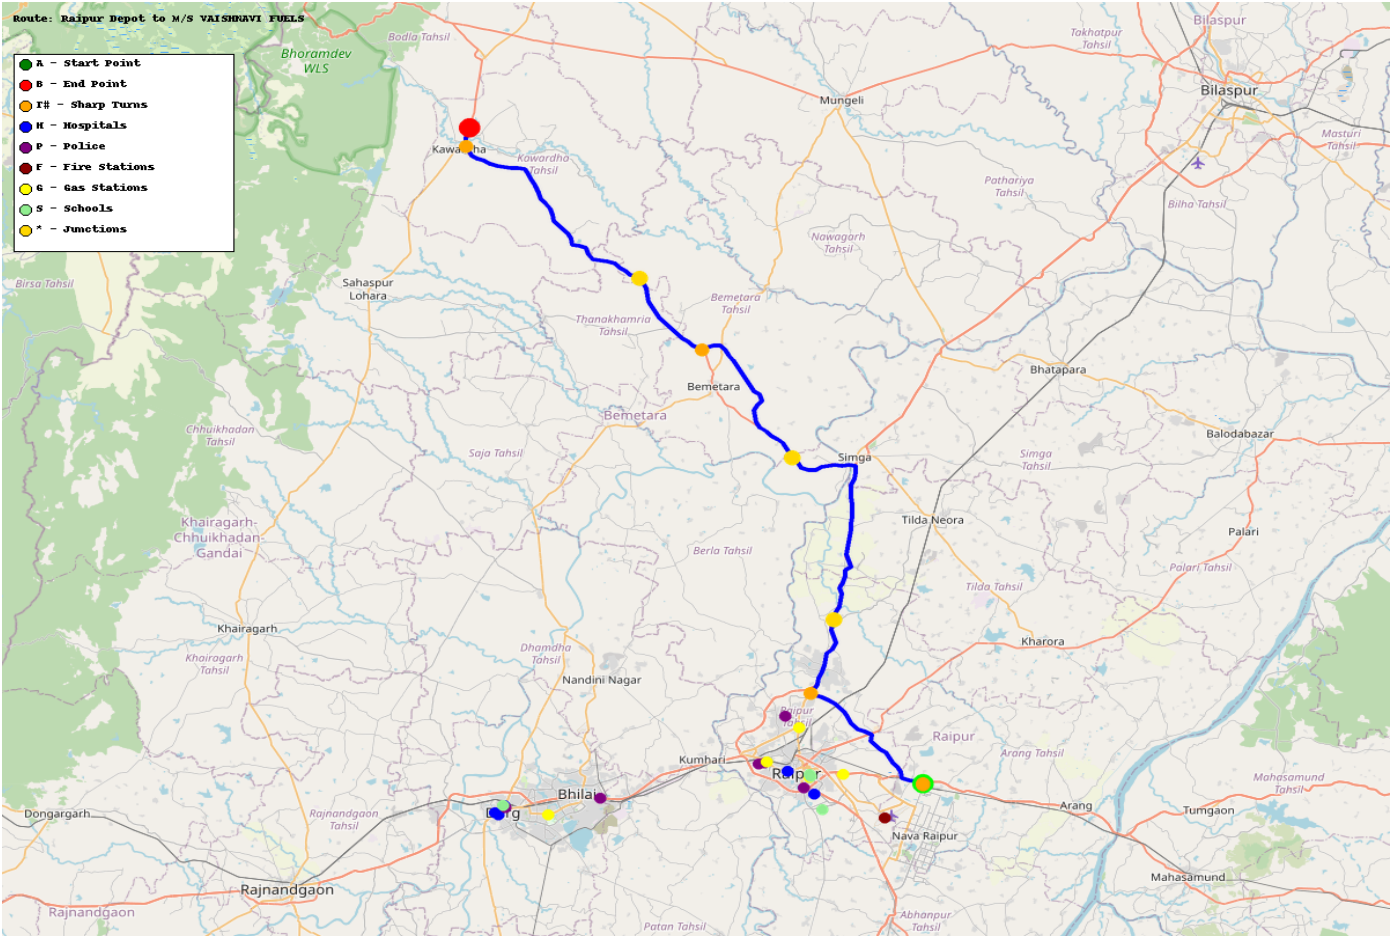 Route: Raipur Depot to M/S VAISHNAVI FUELS
A - Start Point
B - End Point
T# - Sharp Turns
H - Hospitals
P - Police
F - Fire Stations
G - Gas Stations
S - Schools
* - Junctions
Bodla Tahsil
Bhoramdev
WLS
Takhatpur
Tahsil
Bilaspur
Bilaspur
Mungeli
Masturi
Tahsil
Kawardha
Tahsil
Pathariya
Tahsil
Bilha Tahsil
Nawagarh
Tahsil
Birsa Tahsil
Sahaspur
Lohara
Bemetara
Tahsil
Thanakhamria
Tahsil
Bhatapara
Bemetara
Bemetara
Chhuikhadan
Tahsil
Balodabazar
Saja Tahsil
Simga
Simga
Tahsil
Khairagarh-
Chhuikhadan-
Gandai
Tilda Neora
Palari
Berla Tahsil
Palari Tahsil
Tilda Tahsil
Khairagarh
Kharora
Khairagarh
Tahsil
Dhamdha
Tahsil
Nandini Nagar
Raipur
Tahsil
Raipur
Arang Tahsil
Kumhari
Raipur
Mahasamund
Tahsil
Bhilai
Dongargarh
Rajnandgaon
Tahsil
Durg
Arang
Tumgaon
Nava Raipur
Rajnandgaon
Mahasamund
Rajnandgaon
Patan Tahsil
Abhanpur
Tahsil